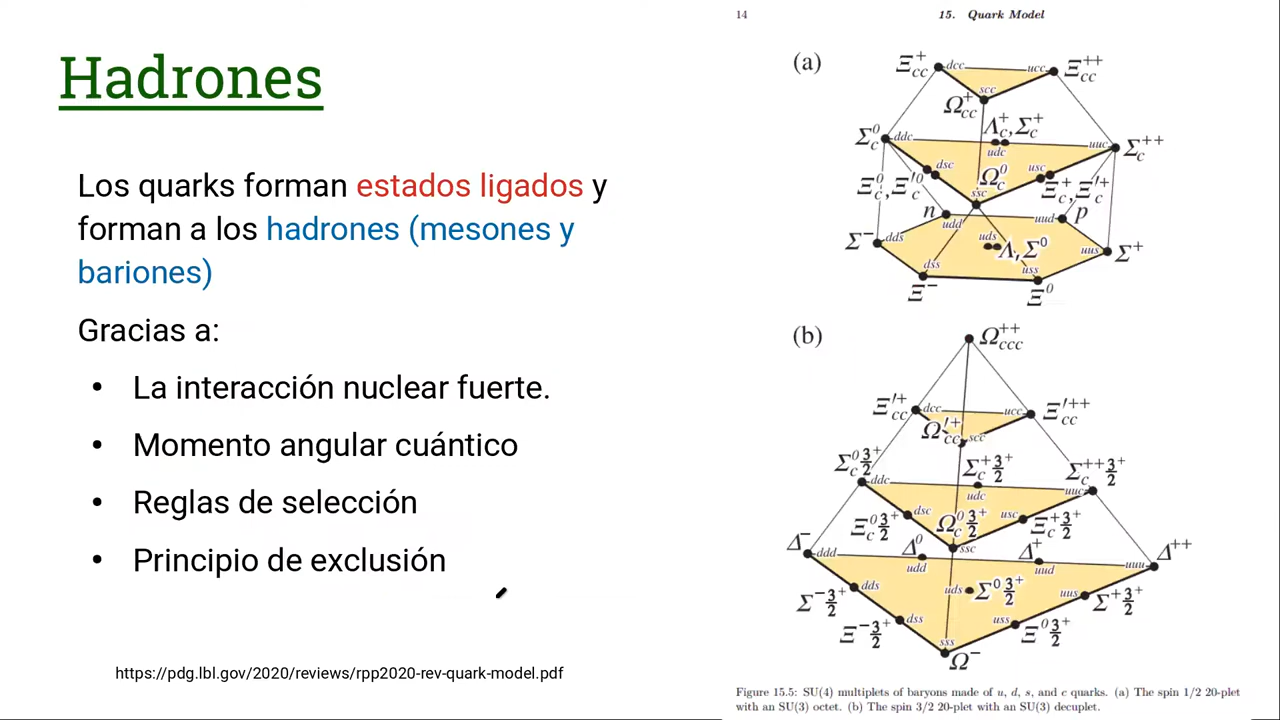 Hadrones
Los quarks forman estados ligados y
forman a los hadrones (mesones y
bariones)
Gracias a:
• La interacción nuclear fuerte.
• Momento angular cuántico
• Reglas de selección
• Principio de exclusión
https://pdg.lbl.gov/2020/reviews/rpp2020-rev-quark-model.pdf
14 15. Quark Model
(a)
Ξcc+ dcc ucc Ξcc++
scc
Ωcc+
Λc+,Σc+
Σc0 ddc udc uuc Σc++
dsc usc
Ξc0,Ξc′0 Ωc0 Ξc+,Ξc′+
ssc
n udd uud p
Σ− dds uds Λ,Σ0 uus Σ+
dss uss
Ξ− Ξ0
(b)
Ωccc++
Ξcc′+ dcc ucc Ξcc′++
Ωcc′+ scc
Σc0 3/2+ Σc+ 3/2+ Σc++ 3/2+
ddc udc uuc
dsc usc
Ξc0 3/2+ Ωc0 3/2+ Ξc+ 3/2+
ssc
Δ− Δ0 Δ+ Δ++
ddd udd uud uuu
dds uds Σ0 3/2+ uus
Σ− 3/2+ Σ+ 3/2+
dss uss
Ξ− 3/2+ Ξ0 3/2+
sss
Ω−
Figure 15.5: SU(4) multiplets of baryons made of u, d, s, and c quarks. (a) The spin 1/2 20-plet
with an SU(3) octet. (b) The spin 3/2 20-plet with an SU(3) decuplet.